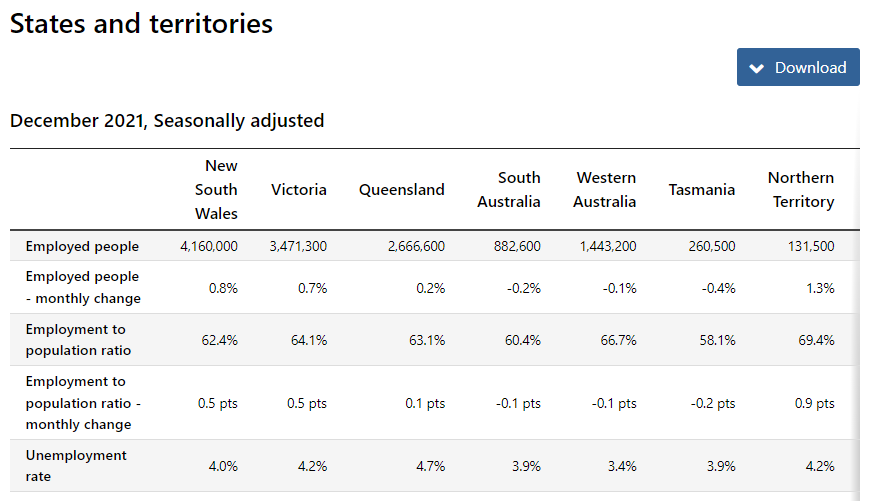 States and territories
Download
December 2021, Seasonally adjusted
New South Wales Victoria Queensland South Australia Western Australia Tasmania Northern Territory
Employed people 4,160,000 3,471,300 2,666,600 882,600 1,443,200 260,500 131,500
Employed people - monthly change 0.8% 0.7% 0.2% -0.2% -0.1% -0.4% 1.3%
Employment to population ratio 62.4% 64.1% 63.1% 60.4% 66.7% 58.1% 69.4%
Employment to population ratio - monthly change 0.5 pts 0.5 pts 0.1 pts -0.1 pts -0.1 pts -0.2 pts 0.9 pts
Unemployment rate 4.0% 4.2% 4.7% 3.9% 3.4% 3.9% 4.2%